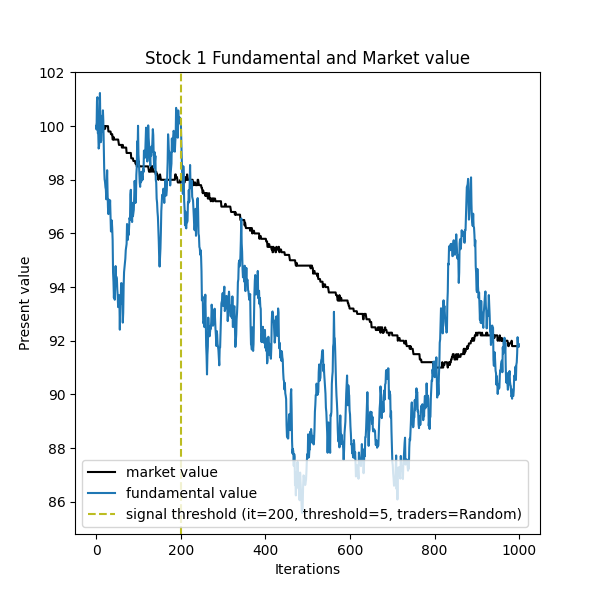 Stock 1 Fundamental and Market value
102
100
98
96
94
92
90
88
86
Present value
market value
fundamental value
signal threshold (it=200, threshold=5, traders=Random)
0 200 400 600 800 1000
Iterations